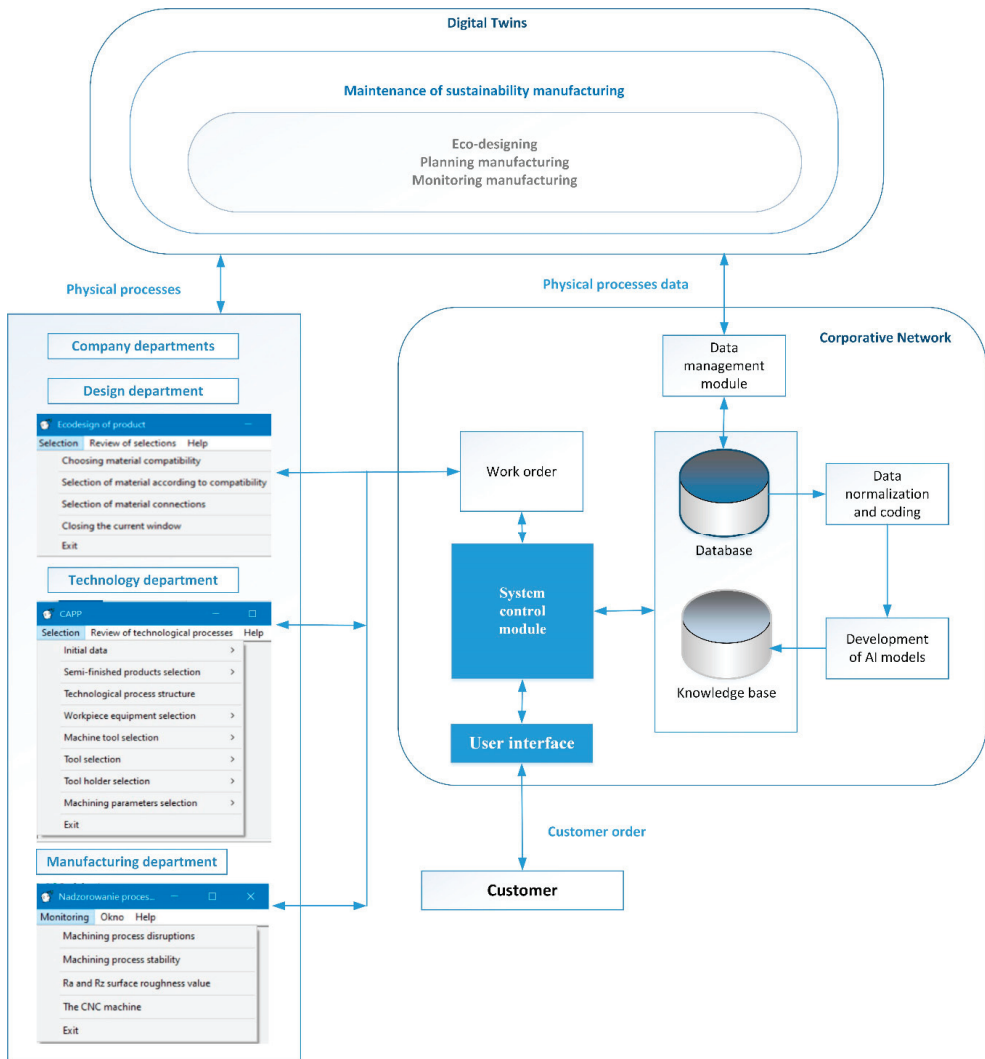 Digital Twins
Maintenance of sustainability manufacturing
Eco-designing
Planning manufacturing
Monitoring manufacturing
Physical processes
Physical processes data
Company departments
Design department
Ecodesign of product
Selection Review of selections Help
Choosing material compatibility
Selection of material according to compatibility
Selection of material connections
Closing the current window
Exit
Technology department
CAPP
Selection Review of technological processes Help
Initial data
Semi-finished products selection
Technological process structure
Workpiece equipment selection
Machine tool selection
Tool selection
Tool holder selection
Machining parameters selection
Exit
Manufacturing department
Nadzorowanie proces...
Monitoring Okno Help
Machining process disruptions
Machining process stability
Ra and Rz surface roughness value
The CNC machine
Exit
Corporative Network
Data
management
module
Work order
Database
Data
normalization
and coding
System
control
module
Knowledge base
Development
of AI models
User interface
Customer order
Customer